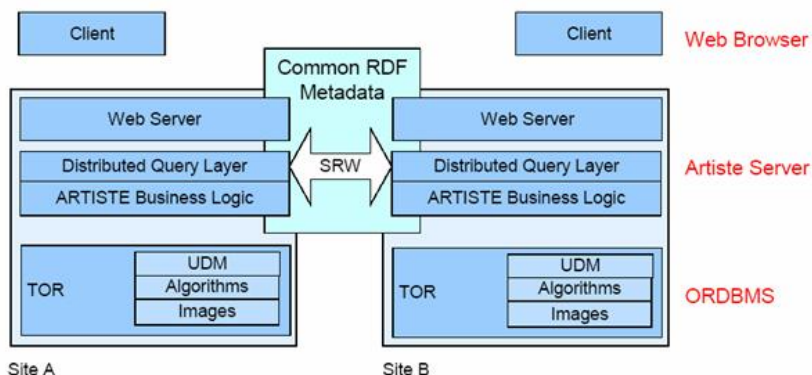 Client
Client
Web Browser
Common RDF
Metadata
Web Server
Web Server
Distributed Query Layer
SRW
Distributed Query Layer
Artiste Server
ARTISTE Business Logic
ARTISTE Business Logic
TOR
UDM
Algorithms
Images
TOR
UDM
Algorithms
Images
ORDBMS
Site A
Site B